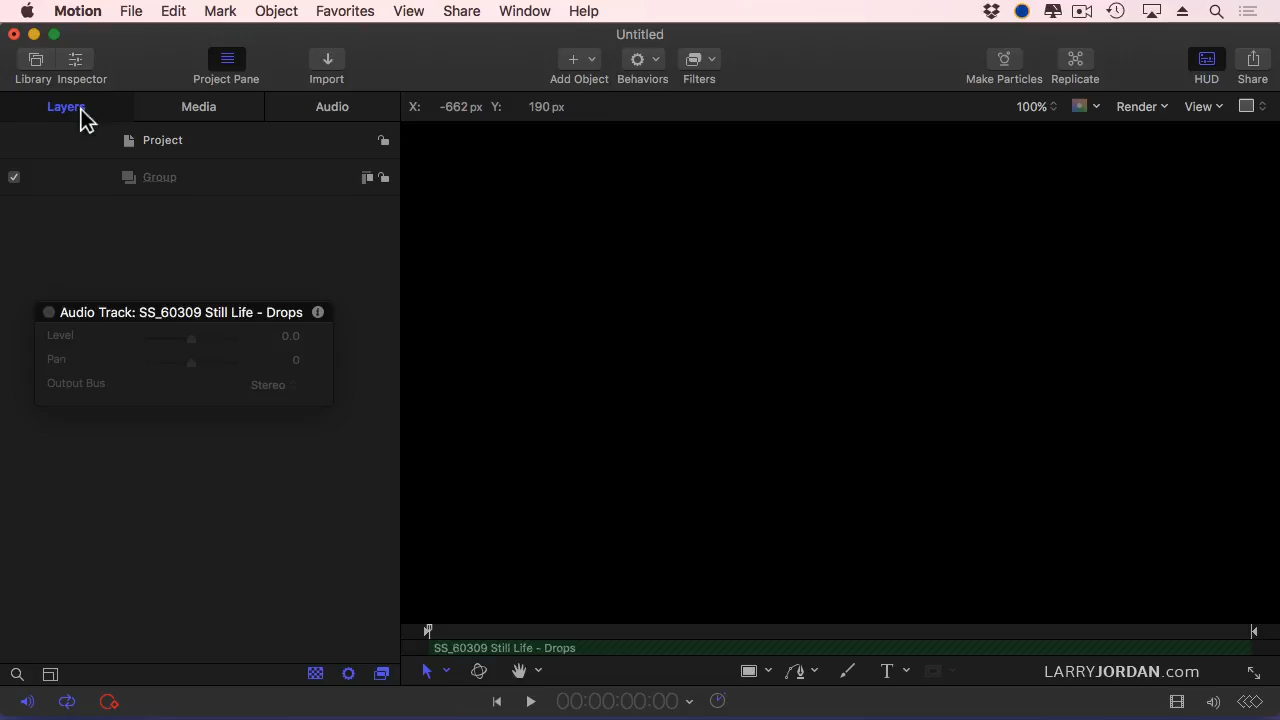 Motion File Edit Mark Object Favorites View Share Window Help
Untitled
Library Inspector Project Pane Import Add Object Behaviors Filters Make Particles Replicate HUD Share
Layers Media Audio X: -662 px Y: 190 px 100% Render View
Project
Group
Audio Track: SS_60309 Still Life - Drops
Level 0.0
Pan 0
Output Bus Stereo
SS_60309 Still Life - Drops
T LARRYJORDAN.com
00:00:00:00